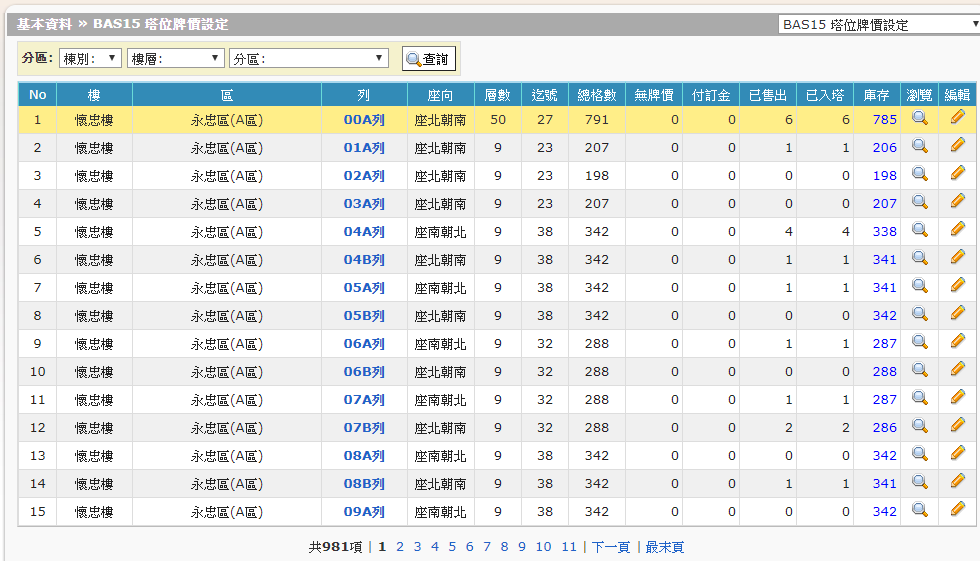 基本資料 » BAS15 塔位牌價設定 BAS15 塔位牌價設定
分區: 棟別: 樓層: 分區: 查詢
No 樓 區 列 座向 層數 迄號 總格數 無牌價 付訂金 已售出 已入塔 庫存 瀏覽 編輯
1 懷忠樓 永忠區(A區) 00A列 座北朝南 50 27 791 0 0 6 6 785
2 懷忠樓 永忠區(A區) 01A列 座北朝南 9 23 207 0 0 1 1 206
3 懷忠樓 永忠區(A區) 02A列 座北朝南 9 23 198 0 0 0 0 198
4 懷忠樓 永忠區(A區) 03A列 座北朝南 9 23 207 0 0 0 0 207
5 懷忠樓 永忠區(A區) 04A列 座南朝北 9 38 342 0 0 4 4 338
6 懷忠樓 永忠區(A區) 04B列 座北朝南 9 38 342 0 0 1 1 341
7 懷忠樓 永忠區(A區) 05A列 座南朝北 9 38 342 0 0 1 1 341
8 懷忠樓 永忠區(A區) 05B列 座北朝南 9 38 342 0 0 0 0 342
9 懷忠樓 永忠區(A區) 06A列 座南朝北 9 32 288 0 0 1 1 287
10 懷忠樓 永忠區(A區) 06B列 座北朝南 9 32 288 0 0 0 0 288
11 懷忠樓 永忠區(A區) 07A列 座南朝北 9 32 288 0 0 1 1 287
12 懷忠樓 永忠區(A區) 07B列 座北朝南 9 32 288 0 0 2 2 286
13 懷忠樓 永忠區(A區) 08A列 座南朝北 9 38 342 0 0 0 0 342
14 懷忠樓 永忠區(A區) 08B列 座北朝南 9 38 342 0 0 1 1 341
15 懷忠樓 永忠區(A區) 09A列 座南朝北 9 38 342 0 0 0 0 342
共981項 | 1 2 3 4 5 6 7 8 9 10 11 | 下一頁 | 最末頁